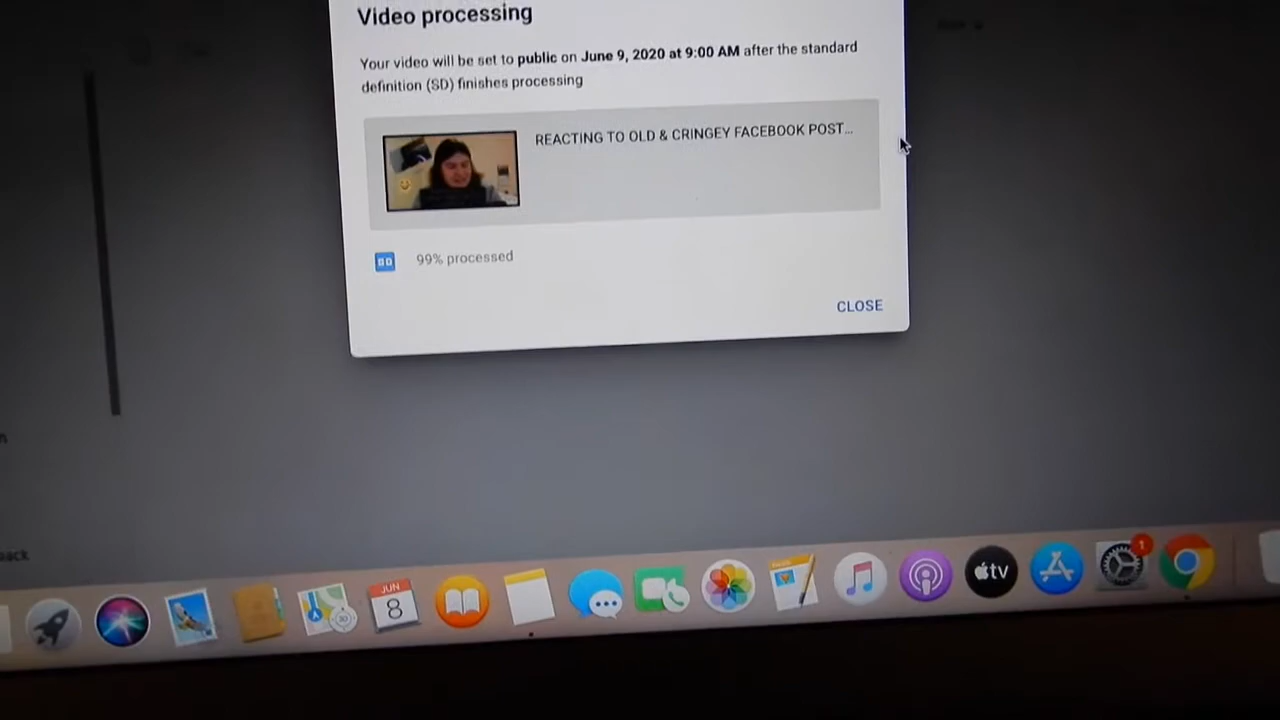 Video processing
Your video will be set to public on June 9, 2020 at 9:00 AM after the standard
definition (SD) finishes processing
REACTING TO OLD & CRINGEY FACEBOOK POST...
SD 99% processed
CLOSE
JUN
8
tv
1